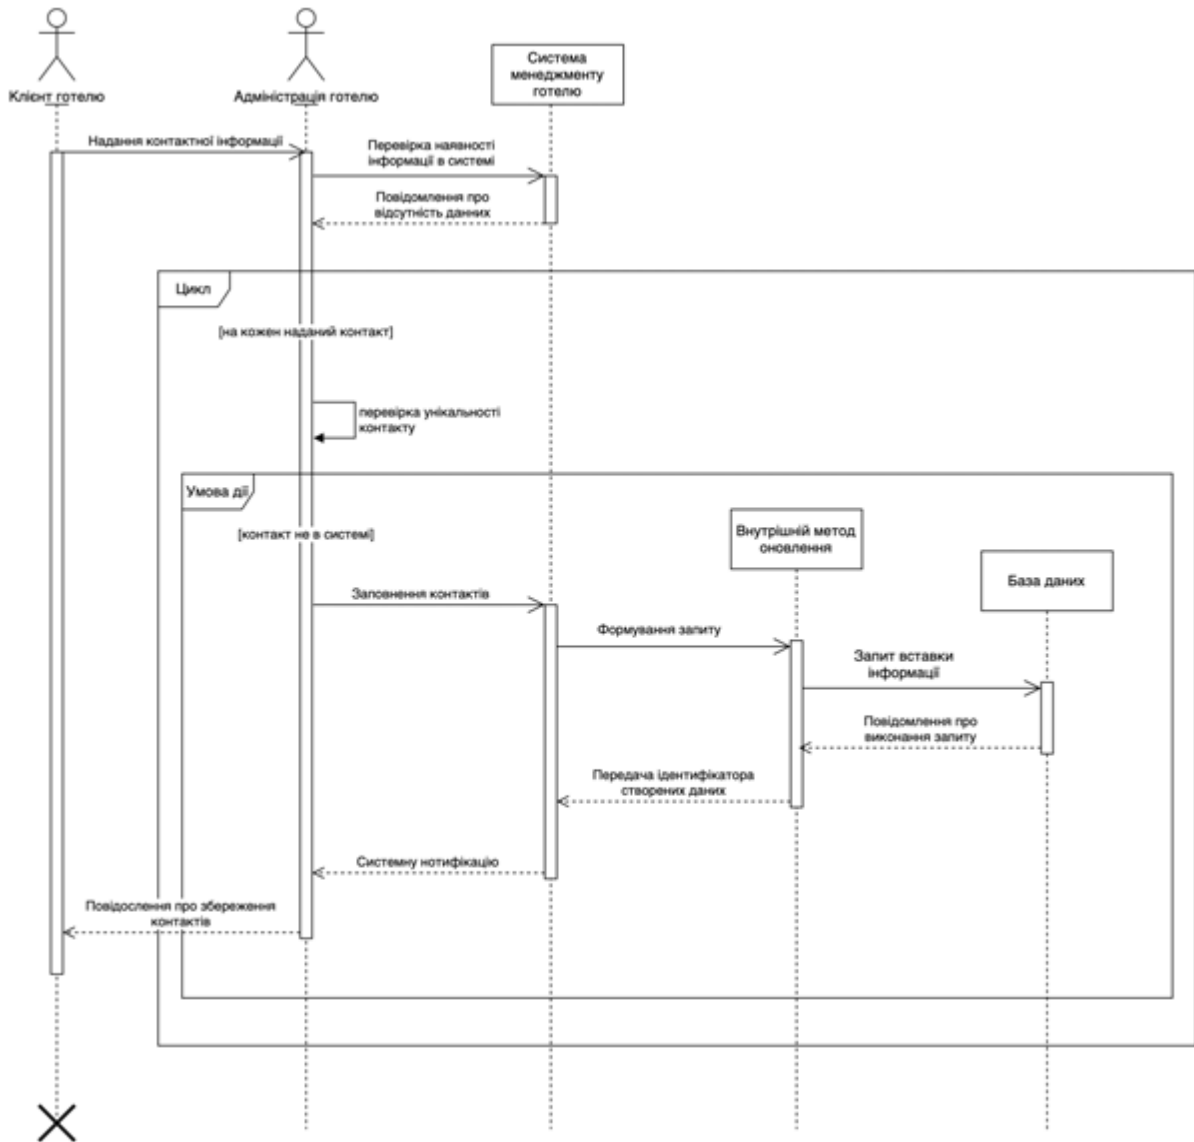 Клієнт готелю
Адміністрація готелю
Система
менеджменту
готелю
Надання контактної інформації
Перевірка наявності
інформації в системі
Повідомлення про
відсутність данних
Цикл
[на кожен наданий контакт]
перевірка унікальності
контакту
Умова дії
[контакт не в системі]
Внутрішній метод
оновлення
База даних
Заповнення контактів
Формування запиту
Запит вставки
інформації
Повідомлення про
виконання запиту
Передача ідентифікатора
створених даних
Системну нотифікацію
Повідослення про збереження
контактів